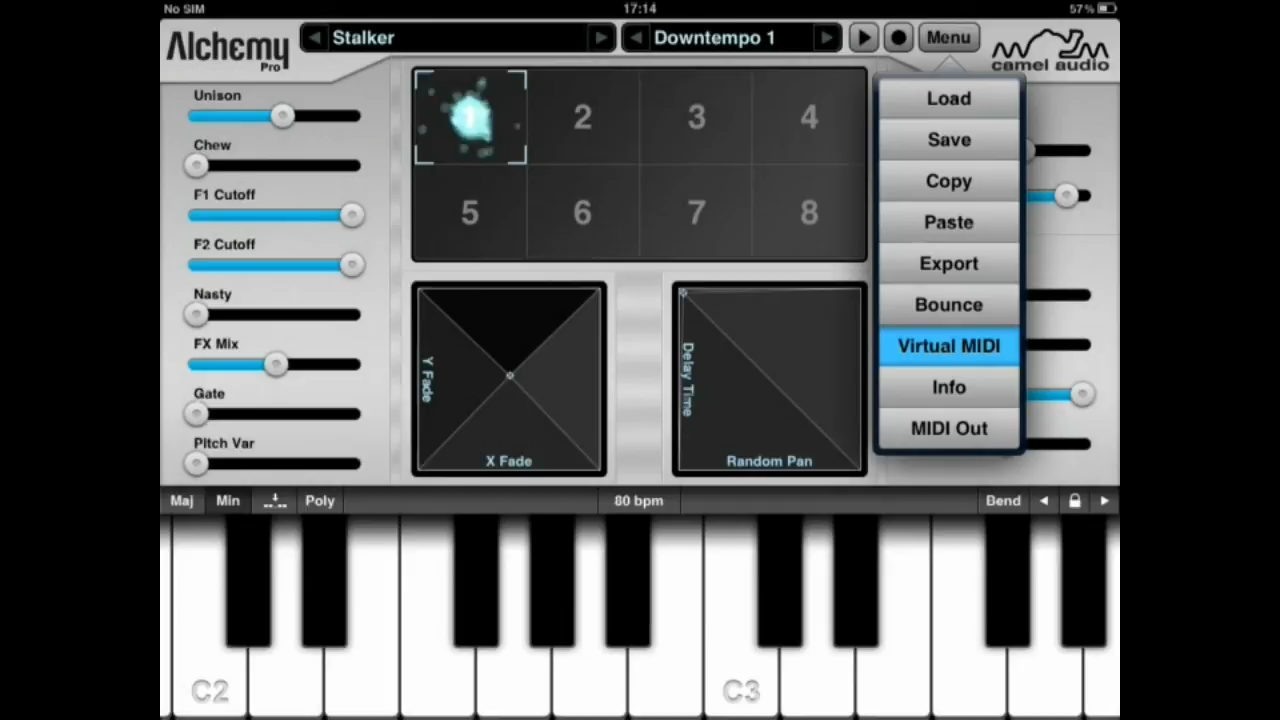 No SIM
17:14
57%
Alchemy
Pro
Stalker
Downtempo 1
Menu
camel audio
Unison
Chew
F1 Cutoff
F2 Cutoff
Nasty
FX Mix
Gate
Pitch Var
1
2
3
4
5
6
7
8
Y Fade
X Fade
Delay Time
Random Pan
Load
Save
Copy
Paste
Export
Bounce
Virtual MIDI
Info
MIDI Out
Maj
Min
Poly
80 bpm
Bend
C2
C3